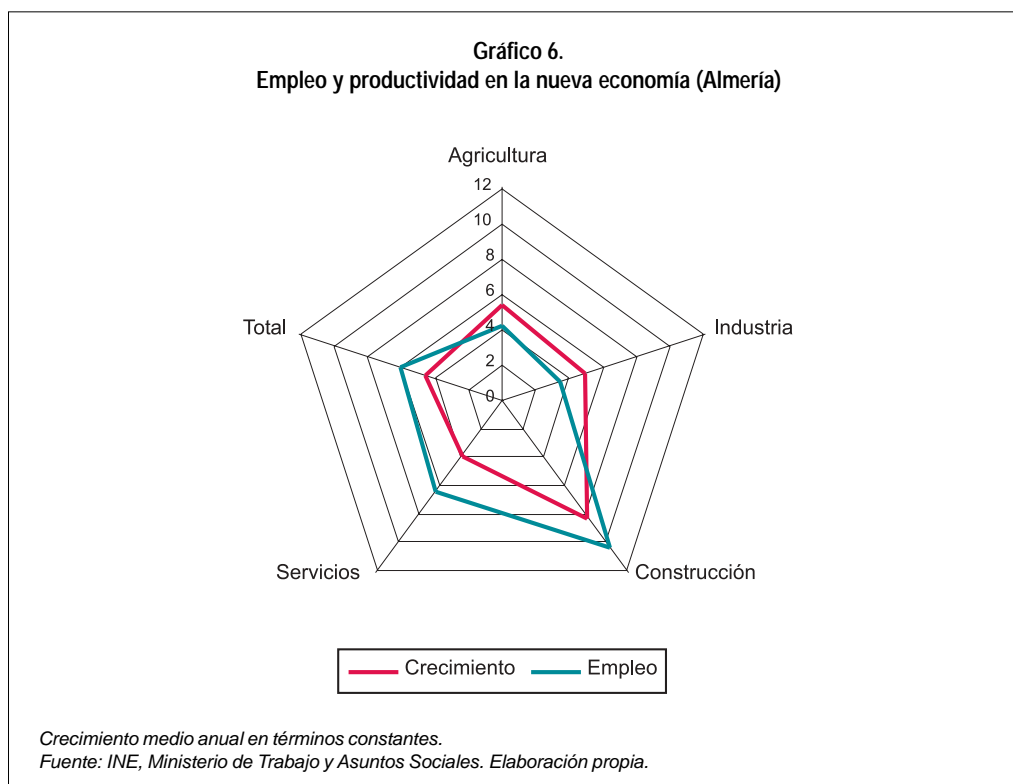 Gráfico 6.
Empleo y productividad en la nueva economía (Almería)
Agricultura
12
10
8
6
4
2
0
Industria
Total
Servicios
Construcción
Crecimiento
Empleo
Crecimiento medio anual en términos constantes.
Fuente: INE, Ministerio de Trabajo y Asuntos Sociales. Elaboración propia.